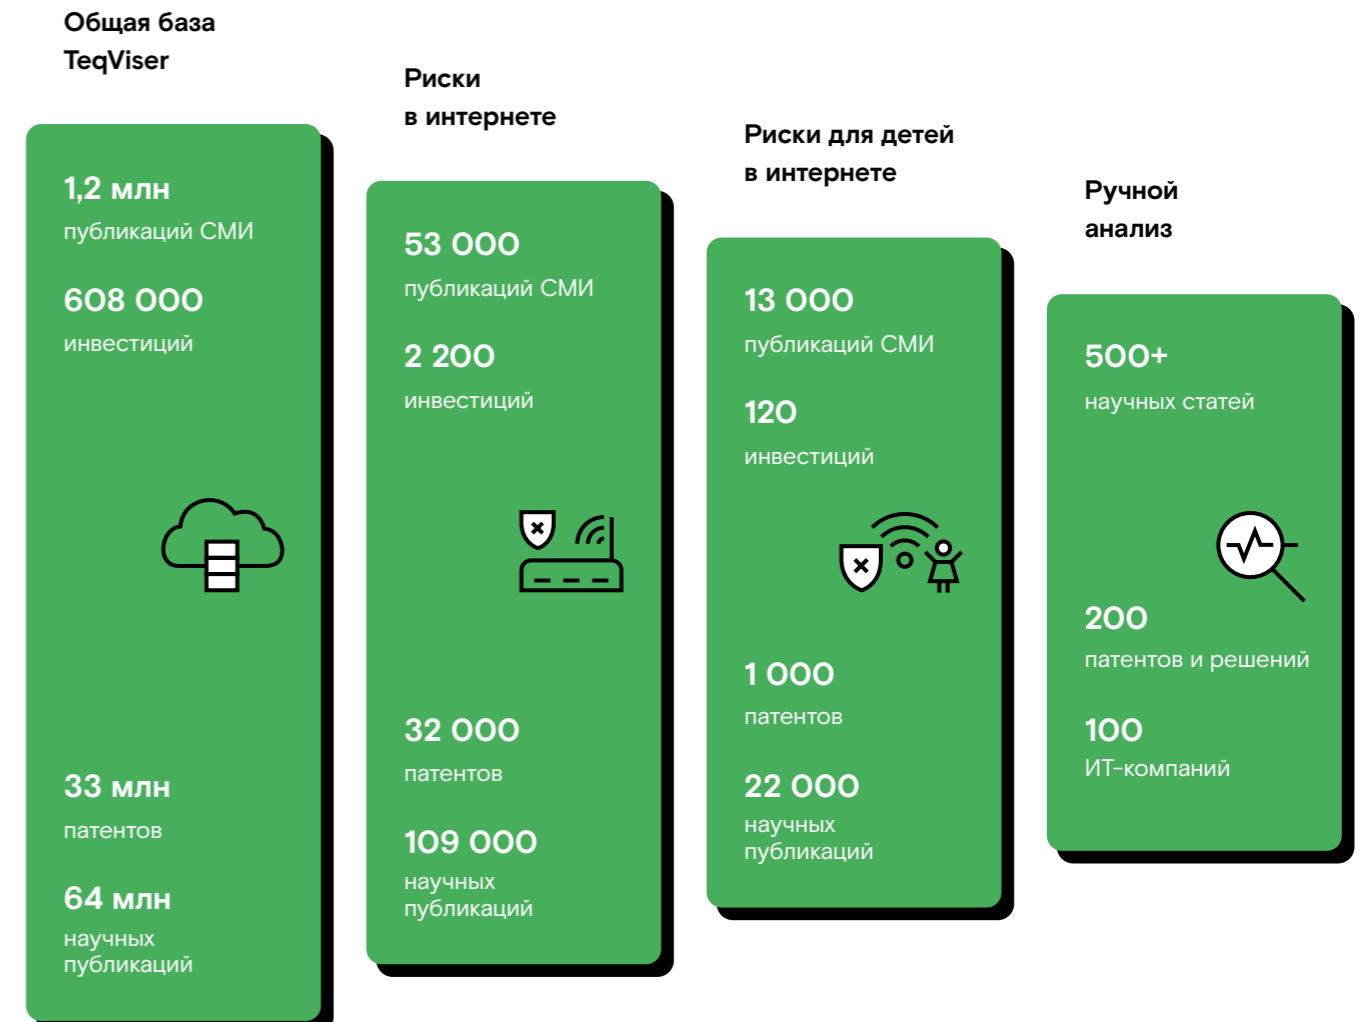 Общая база
TeqViser
1,2 млн
публикаций СМИ
608 000
инвестиций
33 млн
патентов
64 млн
научных
публикаций
Риски
в интернете
53 000
публикаций СМИ
2 200
инвестиций
32 000
патентов
109 000
научных
публикаций
Риски для детей
в интернете
13 000
публикаций СМИ
120
инвестиций
1 000
патентов
22 000
научных
публикаций
Ручной
анализ
500+
научных статей
200
патентов и решений
100
ИТ-компаний